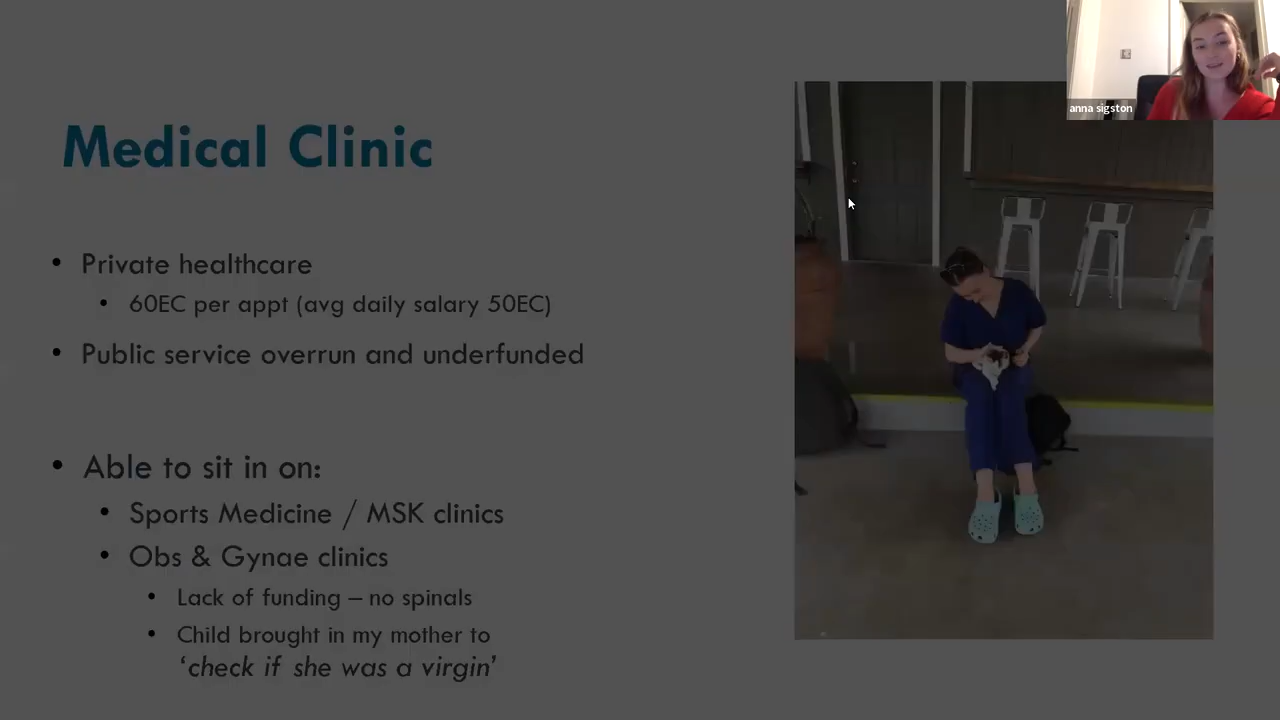 anna sigston
Medical Clinic
• Private healthcare
• 60EC per appt (avg daily salary 50EC)
• Public service overrun and underfunded
• Able to sit in on:
• Sports Medicine / MSK clinics
• Obs & Gynae clinics
• Lack of funding – no spinals
• Child brought in my mother to
‘check if she was a virgin’